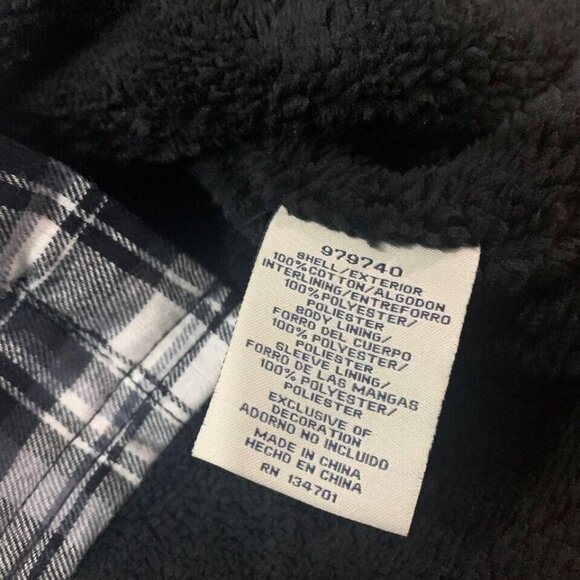 979740
SHELL/EXTERIOR
100% COTTON/ALGODON
INTERLINING/ENTREFORRO
100% POLYESTER/
POLIESTER
BODY LINING/
FORRO DEL CUERPO
100% POLYESTER/
POLIESTER
SLEEVE LINING/
FORRO DE LAS MANGAS
100% POLYESTER/
POLIESTER
EXCLUSIVE OF
DECORATION
ADORNO NO INCLUIDO
MADE IN CHINA
HECHO EN CHINA
RN 134701